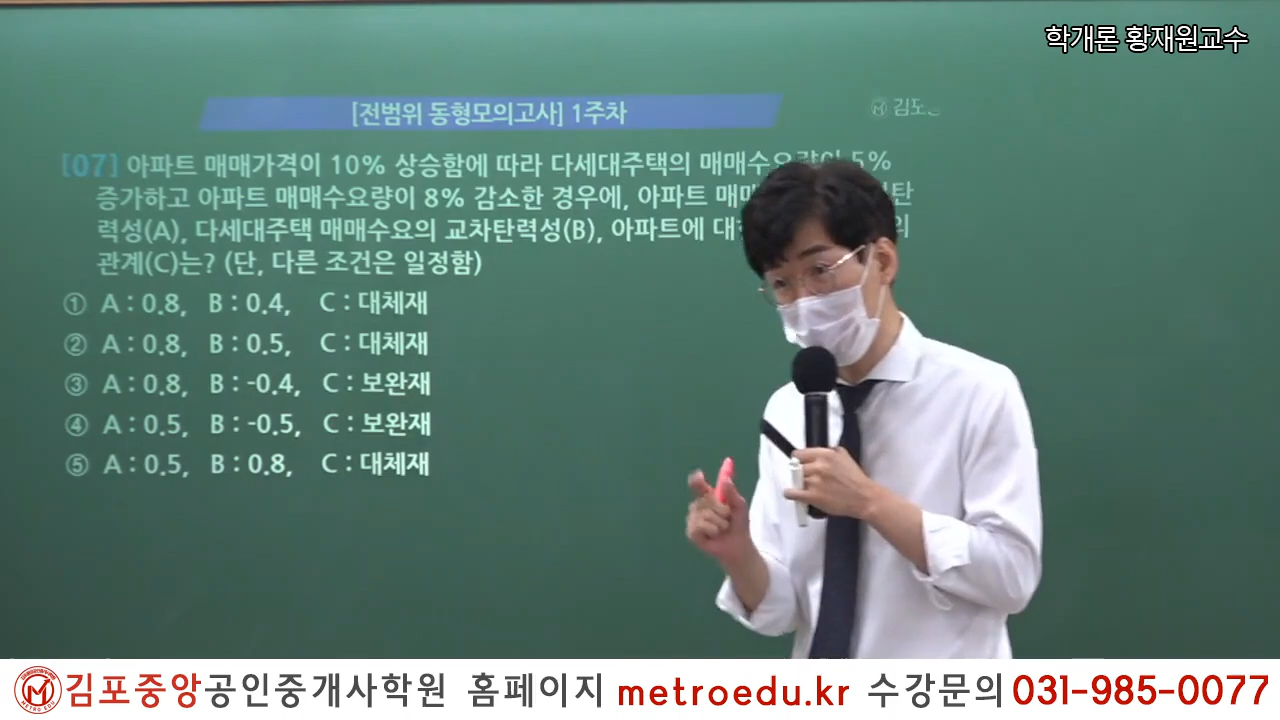 학개론 황재원교수
[전범위 동형모의고사] 1주차
김포
[07] 아파트 매매가격이 10% 상승함에 따라 다세대주택의 매매수요량이 5%
증가하고 아파트 매매수요량이 8% 감소한 경우에, 아파트 매매 탄
력성(A), 다세대주택 매매수요의 교차탄력성(B), 아파트에 대한 의
관계(C)는? (단, 다른 조건은 일정함)
① A : 0.8, B : 0.4, C : 대체재
② A : 0.8, B : 0.5, C : 대체재
③ A : 0.8, B : -0.4, C : 보완재
④ A : 0.5, B : -0.5, C : 보완재
⑤ A : 0.5, B : 0.8, C : 대체재
김포중앙공인중개사학원 홈페이지 metroedu.kr 수강문의 031-985-0077